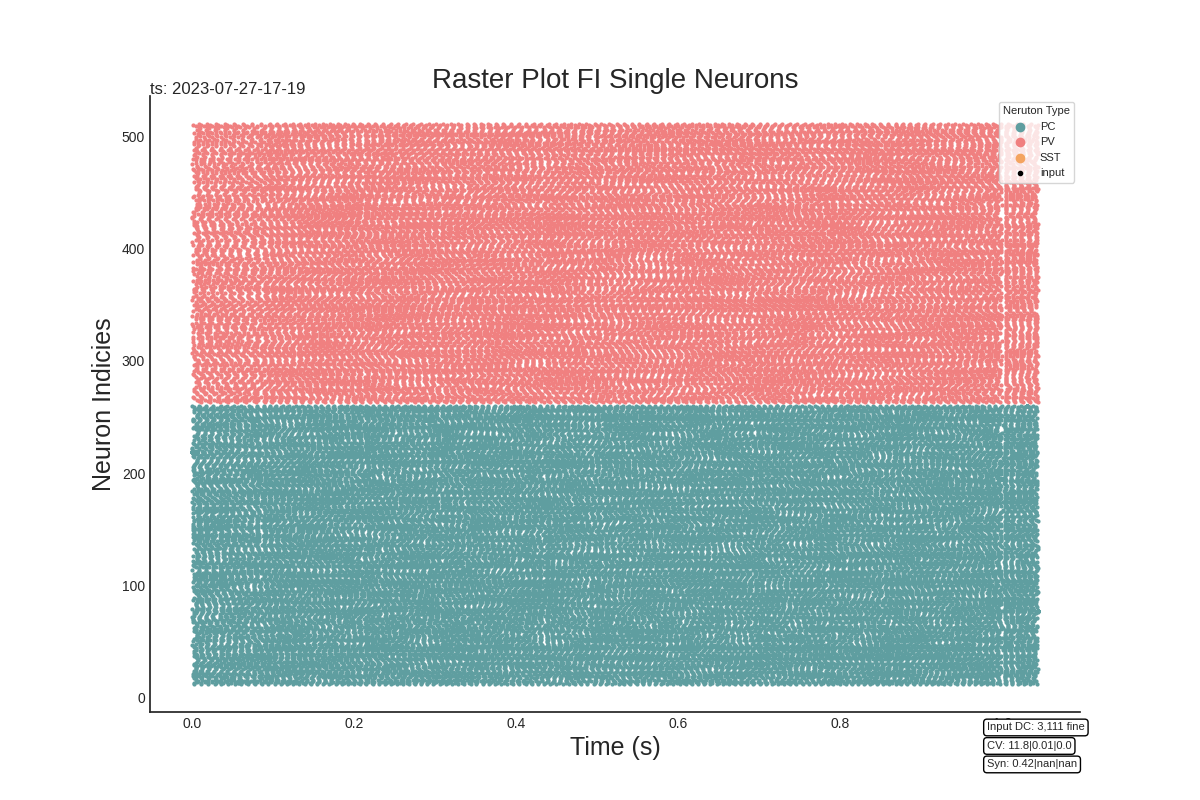 Raster Plot FI Single Neurons
ts: 2023-07-27-17-19
Neruton Type
PC
PV
SST
input
500
400
300
200
100
0
Neuron Indicies
0.0 0.2 0.4 0.6 0.8
Time (s)
Input DC: 3,111 fine
CV: 11.8|0.01|0.0
Syn: 0.42|nan|nan